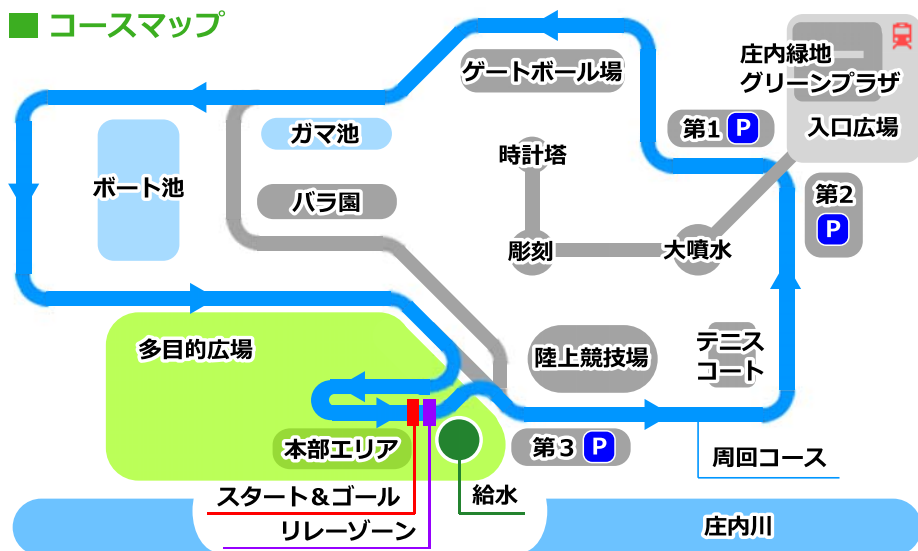 コースマップ
庄内緑地
グリーンプラザ
入口広場
ゲートボール場
第1 P
ガマ池
時計塔
ボート池
バラ園
第2
P
彫刻
大噴水
多目的広場
陸上競技場
テニス
コート
本部エリア
第3 P
周回コース
スタート&ゴール
給水
リレーゾーン
庄内川